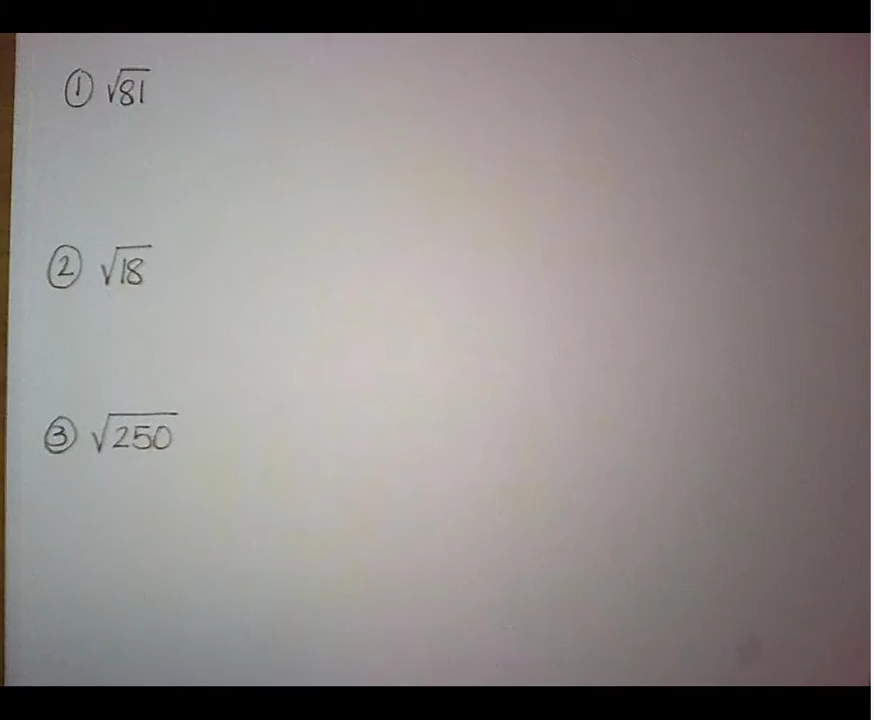 ① √81
② √18
③ √250